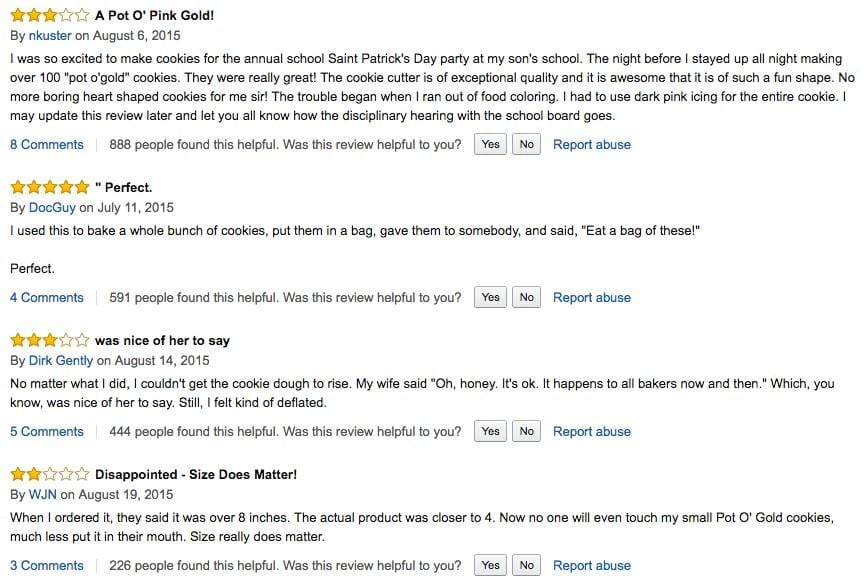 A Pot O' Pink Gold!
By nkuster on August 6, 2015
I was so excited to make cookies for the annual school Saint Patrick's Day party at my son's school. The night before I stayed up all night making
over 100 "pot o'gold" cookies. They were really great! The cookie cutter is of exceptional quality and it is awesome that it is of such a fun shape. No
more boring heart shaped cookies for me sir! The trouble began when I ran out of food coloring. I had to use dark pink icing for the entire cookie. I
may update this review later and let you all know how the disciplinary hearing with the school board goes.
8 Comments 888 people found this helpful. Was this review helpful to you? Yes No Report abuse
" Perfect.
By DocGuy on July 11, 2015
I used this to bake a whole bunch of cookies, put them in a bag, gave them to somebody, and said, "Eat a bag of these!"
Perfect.
4 Comments 591 people found this helpful. Was this review helpful to you? Yes No Report abuse
was nice of her to say
By Dirk Gently on August 14, 2015
No matter what I did, I couldn't get the cookie dough to rise. My wife said "Oh, honey. It's ok. It happens to all bakers now and then." Which, you
know, was nice of her to say. Still, I felt kind of deflated.
5 Comments 444 people found this helpful. Was this review helpful to you? Yes No Report abuse
Disappointed - Size Does Matter!
By WJN on August 19, 2015
When I ordered it, they said it was over 8 inches. The actual product was closer to 4. Now no one will even touch my small Pot O' Gold cookies,
much less put it in their mouth. Size really does matter.
3 Comments 226 people found this helpful. Was this review helpful to you? Yes No Report abuse